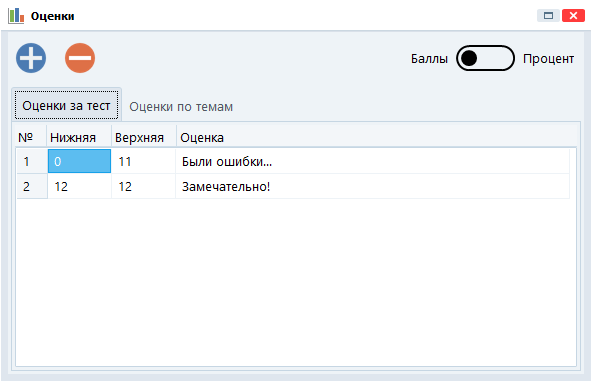 Оценки
Баллы Процент
Оценки за тест Оценки по темам
№ Нижняя Верхняя Оценка
1 0 11 Были ошибки...
2 12 12 Замечательно!